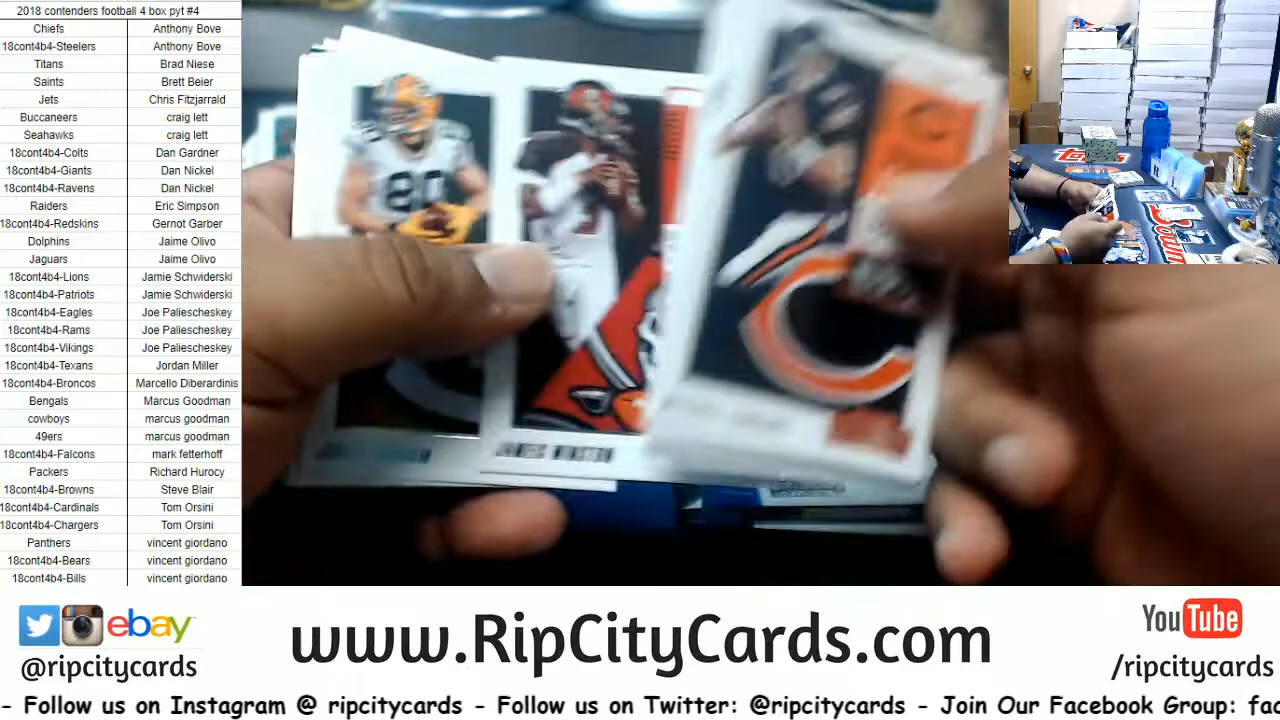 2018 contenders football 4 box pyt #4
Chiefs Anthony Bove
18cont4b4-Steelers Anthony Bove
Titans Brad Niese
Saints Brett Beier
Jets Chris Fitzjarrald
Buccaneers craig lett
Seahawks craig lett
18cont4b4-Colts Dan Gardner
18cont4b4-Giants Dan Nickel
18cont4b4-Ravens Dan Nickel
Raiders Eric Simpson
18cont4b4-Redskins Gernot Garber
Dolphins Jaime Olivo
Jaguars Jaime Olivo
18cont4b4-Lions Jamie Schwiderski
18cont4b4-Patriots Jamie Schwiderski
18cont4b4-Eagles Joe Paliescheskey
18cont4b4-Rams Joe Paliescheskey
18cont4b4-Vikings Joe Paliescheskey
18cont4b4-Texans Jordan Miller
18cont4b4-Broncos Marcello Diberardinis
Bengals Marcus Goodman
cowboys marcus goodman
49ers marcus goodman
18cont4b4-Falcons mark fetterhoff
Packers Richard Hurocy
18cont4b4-Browns Steve Blair
18cont4b4-Cardinals Tom Orsini
18cont4b4-Chargers Tom Orsini
Panthers vincent giordano
18cont4b4-Bears vincent giordano
18cont4b4-Bills vincent giordano
80
JAMEIS WINSTON
Topps
ebay
@ripcitycards
www.RipCityCards.com
YouTube
/ripcitycards
- Follow us on Instagram @ ripcitycards - Follow us on Twitter: @ripcitycards - Join Our Facebook Group: fac